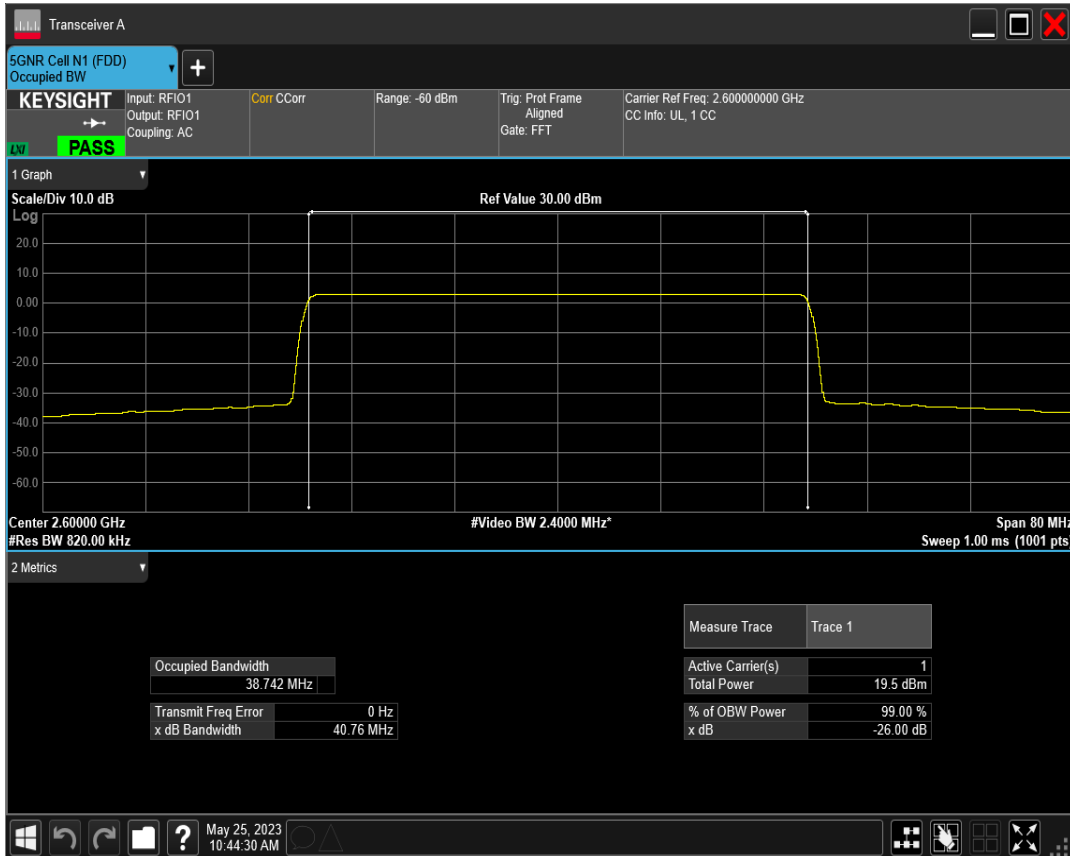 Transceiver A
5GNR Cell N1 (FDD)
Occupied BW
+
KEYSIGHT
LXI
PASS
Input: RFIO1
Output: RFIO1
Coupling: AC
Corr CCorr
Range: -60 dBm
Trig: Prot Frame
Aligned
Gate: FFT
Carrier Ref Freq: 2.600000000 GHz
CC Info: UL, 1 CC
1 Graph
Scale/Div 10.0 dB
Ref Value 30.00 dBm
Log
20.0
10.0
0.00
-10.0
-20.0
-30.0
-40.0
-50.0
-60.0
Center 2.60000 GHz
#Video BW 2.4000 MHz*
Span 80 MHz
#Res BW 820.00 kHz
Sweep 1.00 ms (1001 pts)
2 Metrics
Measure Trace Trace 1
Occupied Bandwidth
38.742 MHz
Transmit Freq Error 0 Hz
x dB Bandwidth 40.76 MHz
Active Carrier(s) 1
Total Power 19.5 dBm
% of OBW Power 99.00 %
x dB -26.00 dB
?
May 25, 2023
10:44:30 AM